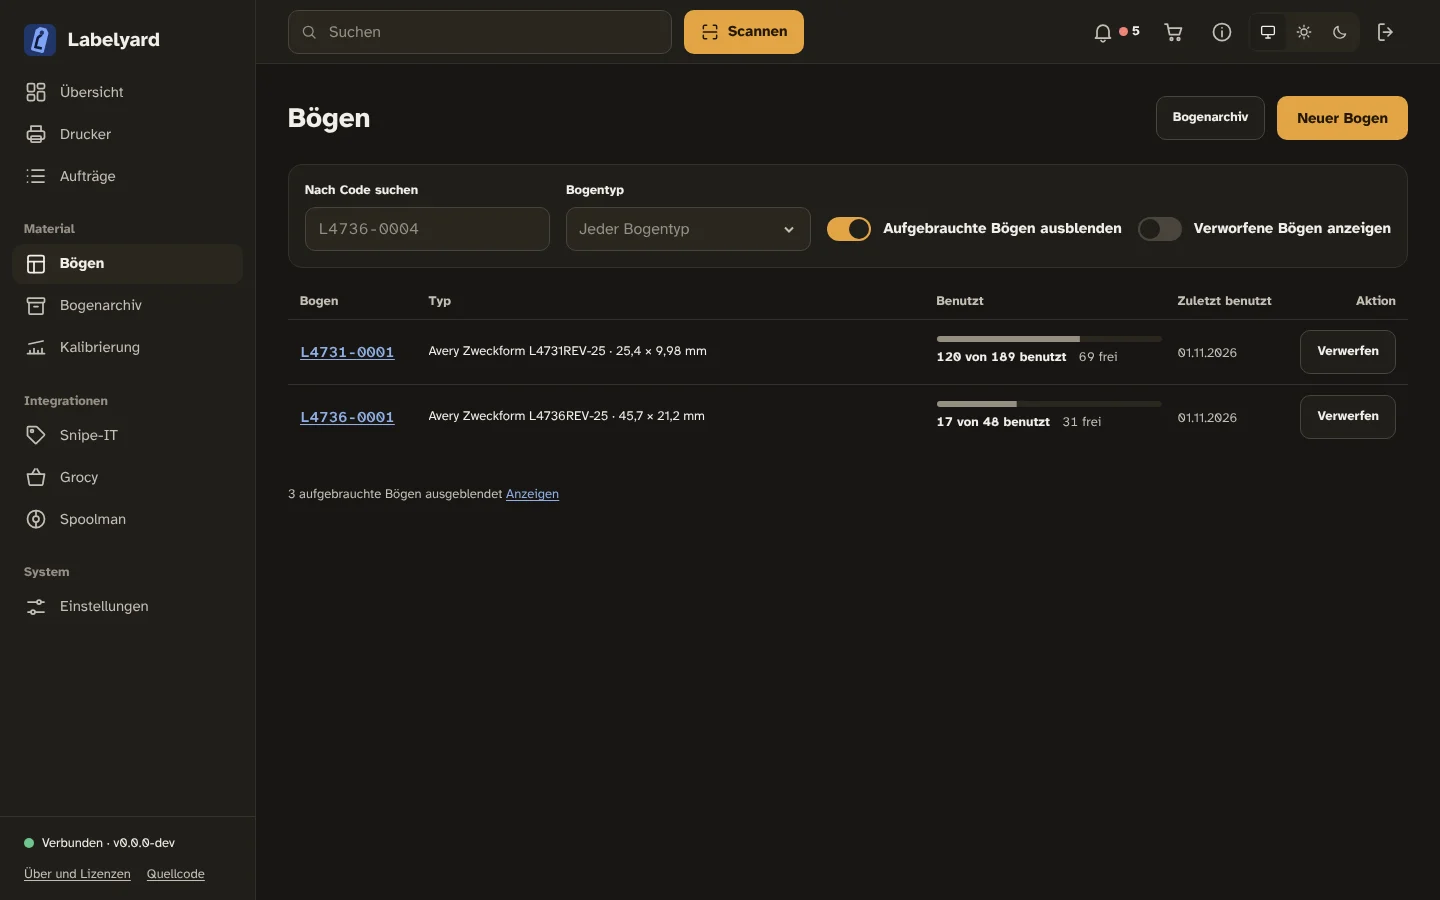 Labelyard
Suchen
Scannen
5
Übersicht
Drucker
Aufträge
Material
Bögen
Bogenarchiv
Kalibrierung
Integrationen
Snipe-IT
Grocy
Spoolman
System
Einstellungen
Verbunden · v0.0.0-dev
Über und Lizenzen Quellcode
Bögen
Bogenarchiv
Neuer Bogen
Nach Code suchen
L4736-0004
Bogentyp
Jeder Bogentyp
Aufgebrauchte Bögen ausblenden
Verworfene Bögen anzeigen
Bogen Typ Benutzt Zuletzt benutzt Aktion
L4731-0001 Avery Zweckform L4731REV-25 · 25,4 × 9,98 mm 120 von 189 benutzt 69 frei 01.11.2026 Verwerfen
L4736-0001 Avery Zweckform L4736REV-25 · 45,7 × 21,2 mm 17 von 48 benutzt 31 frei 01.11.2026 Verwerfen
3 aufgebrauchte Bögen ausgeblendet Anzeigen